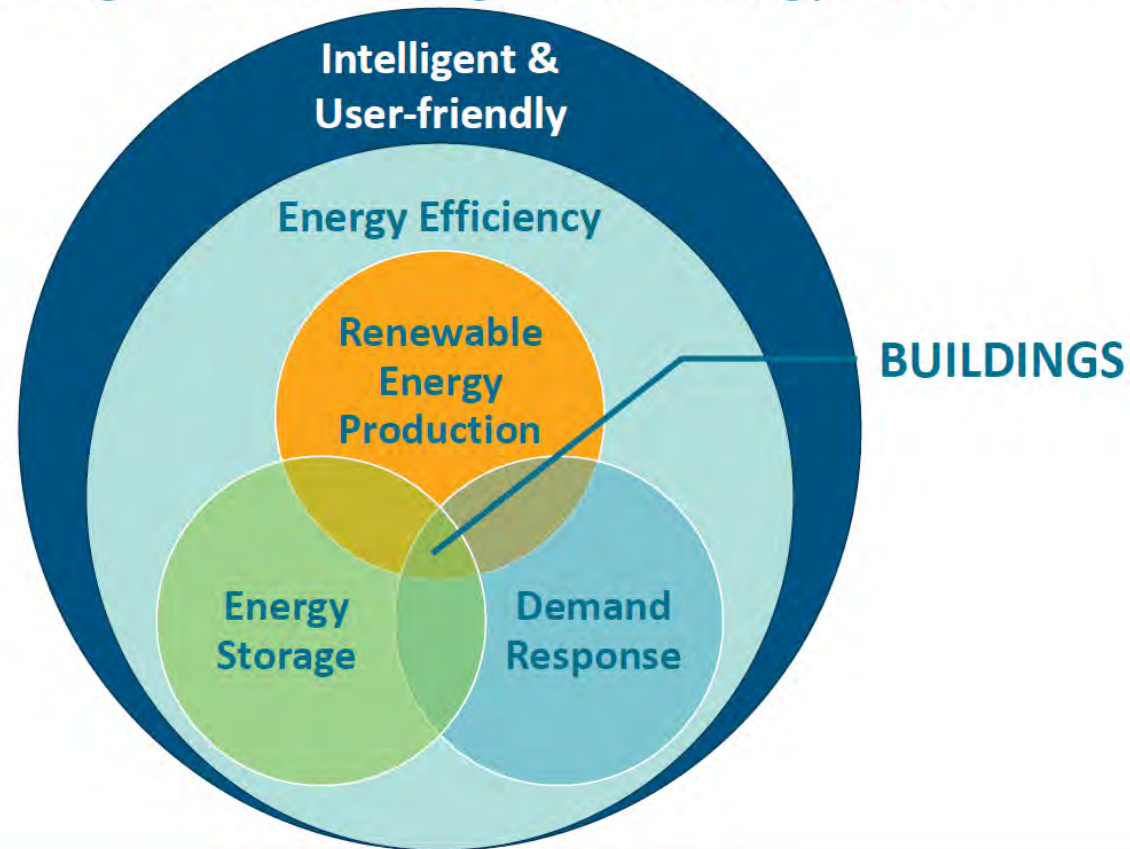 Intelligent &
User-friendly
Energy Efficiency
Renewable
Energy
Production
BUILDINGS
Energy
Storage
Demand
Response